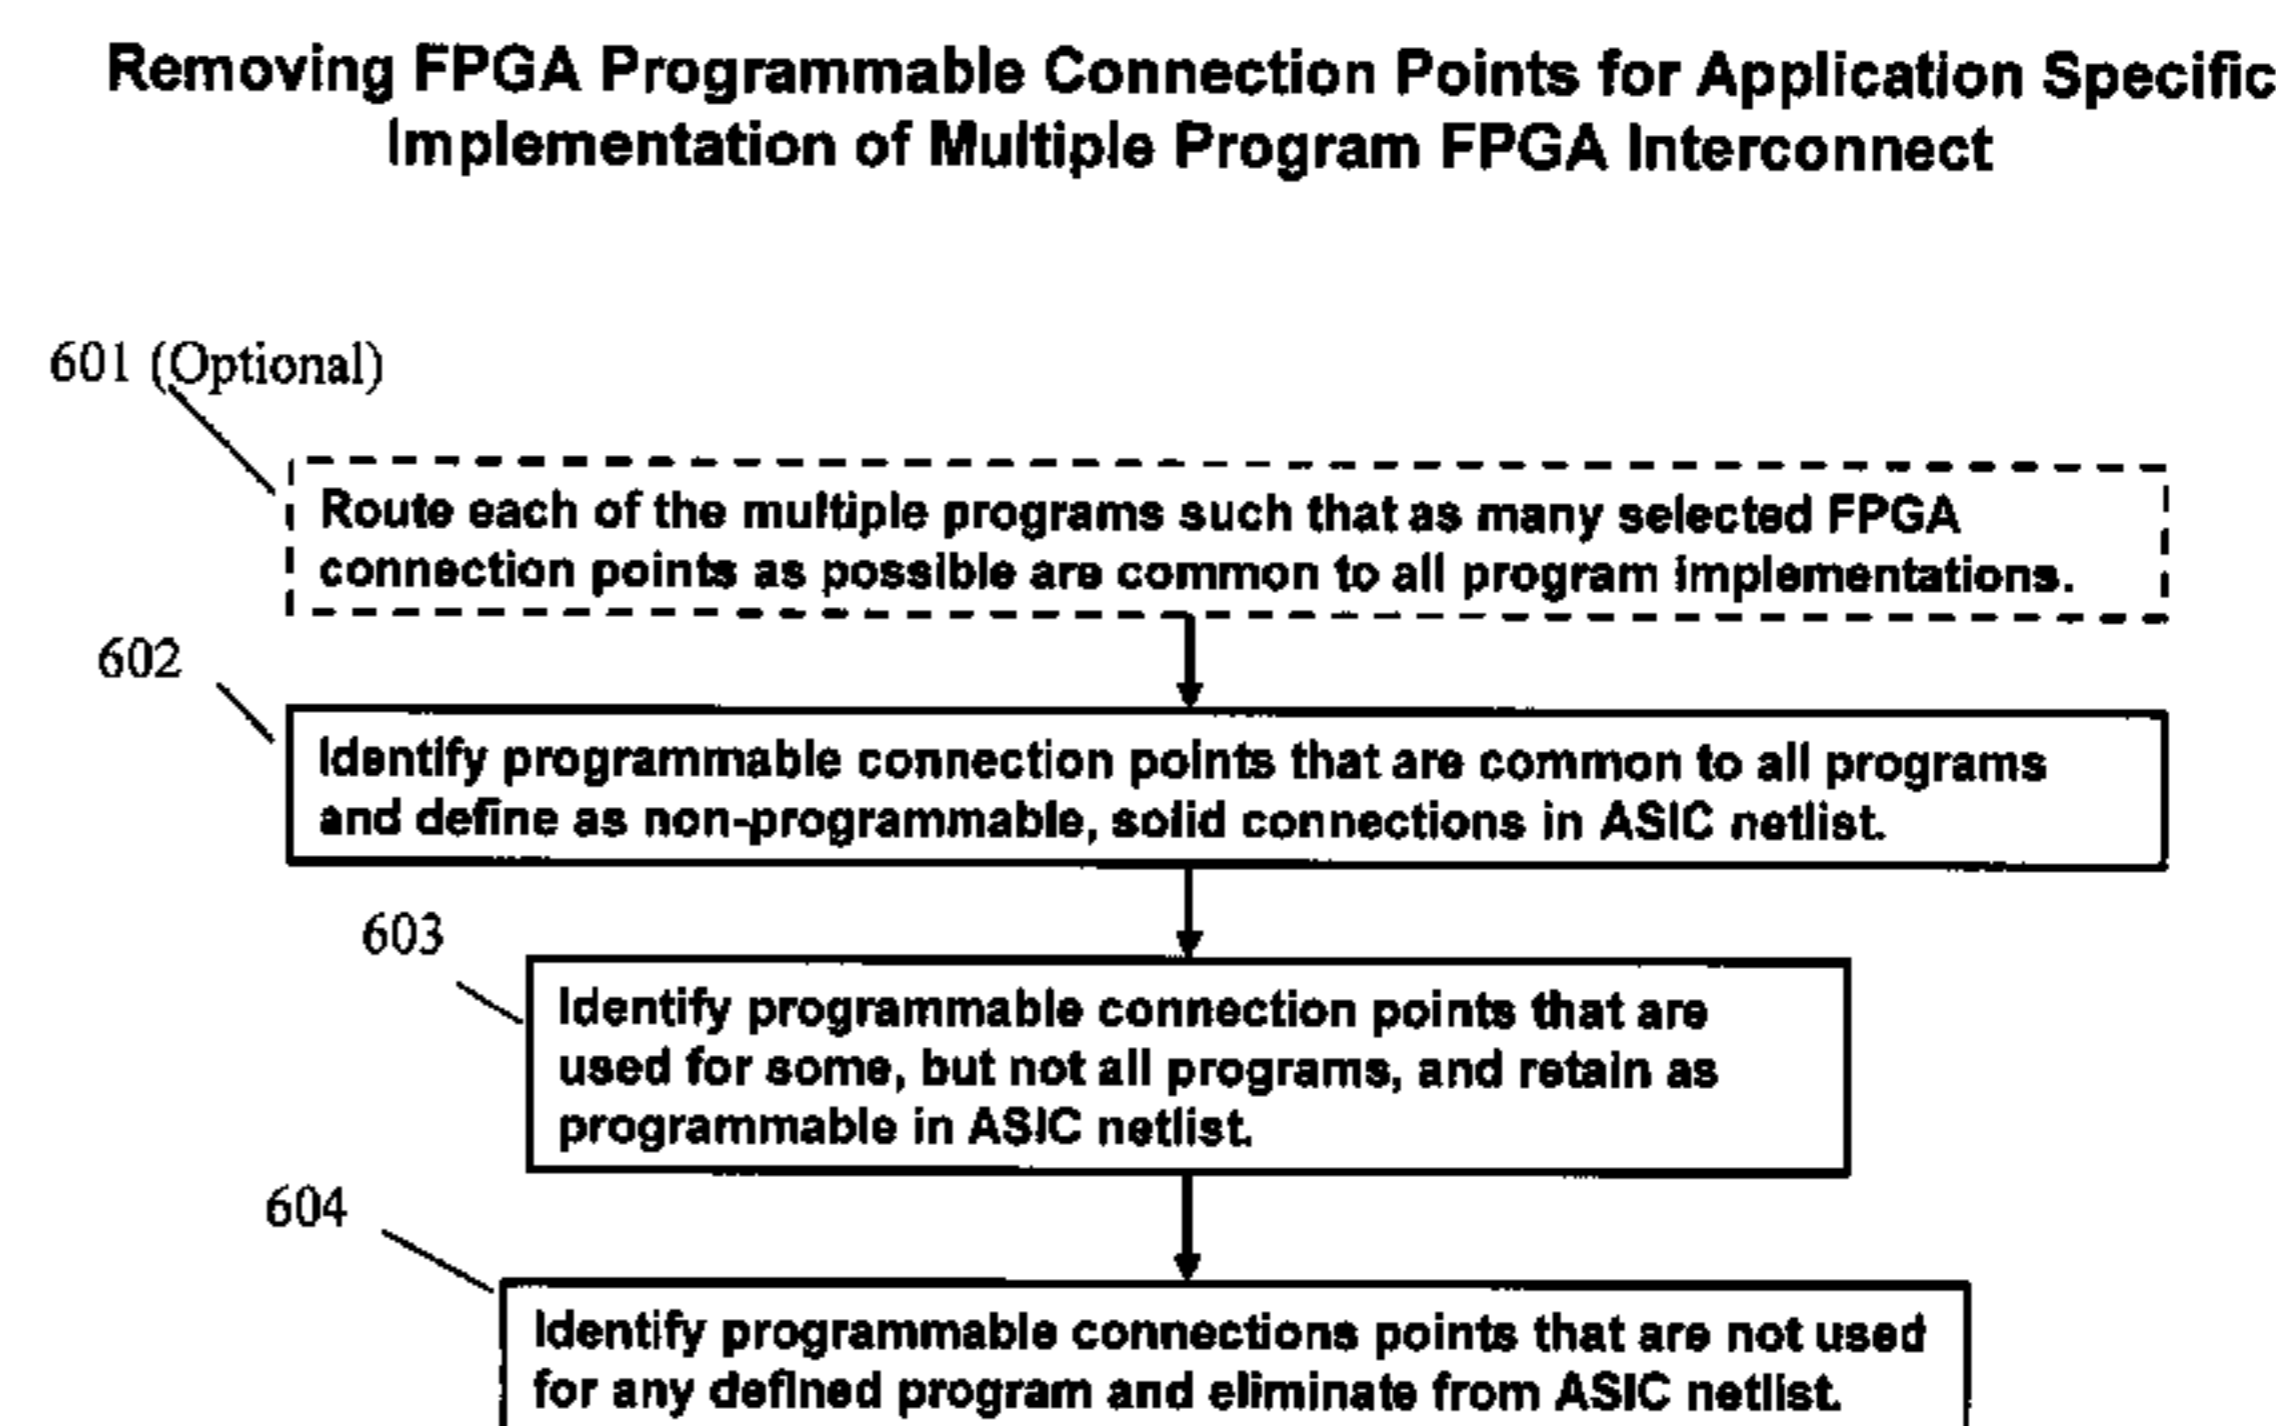 Removing FPGA Programmable Connection Points for Application Specific
Implementation of Multiple Program FPGA Interconnect
601 (Optional)
Route each of the multiple programs such that as many selected FPGA
connection points as possible are common to all program implementations.
602
Identify programmable connection points that are common to all programs
and define as non-programmable, solid connections in ASIC netlist.
603
Identify programmable connection points that are
used for some, but not all programs, and retain as
programmable in ASIC netlist.
604
Identify programmable connections points that are not used
for any defined program and eliminate from ASIC netlist.